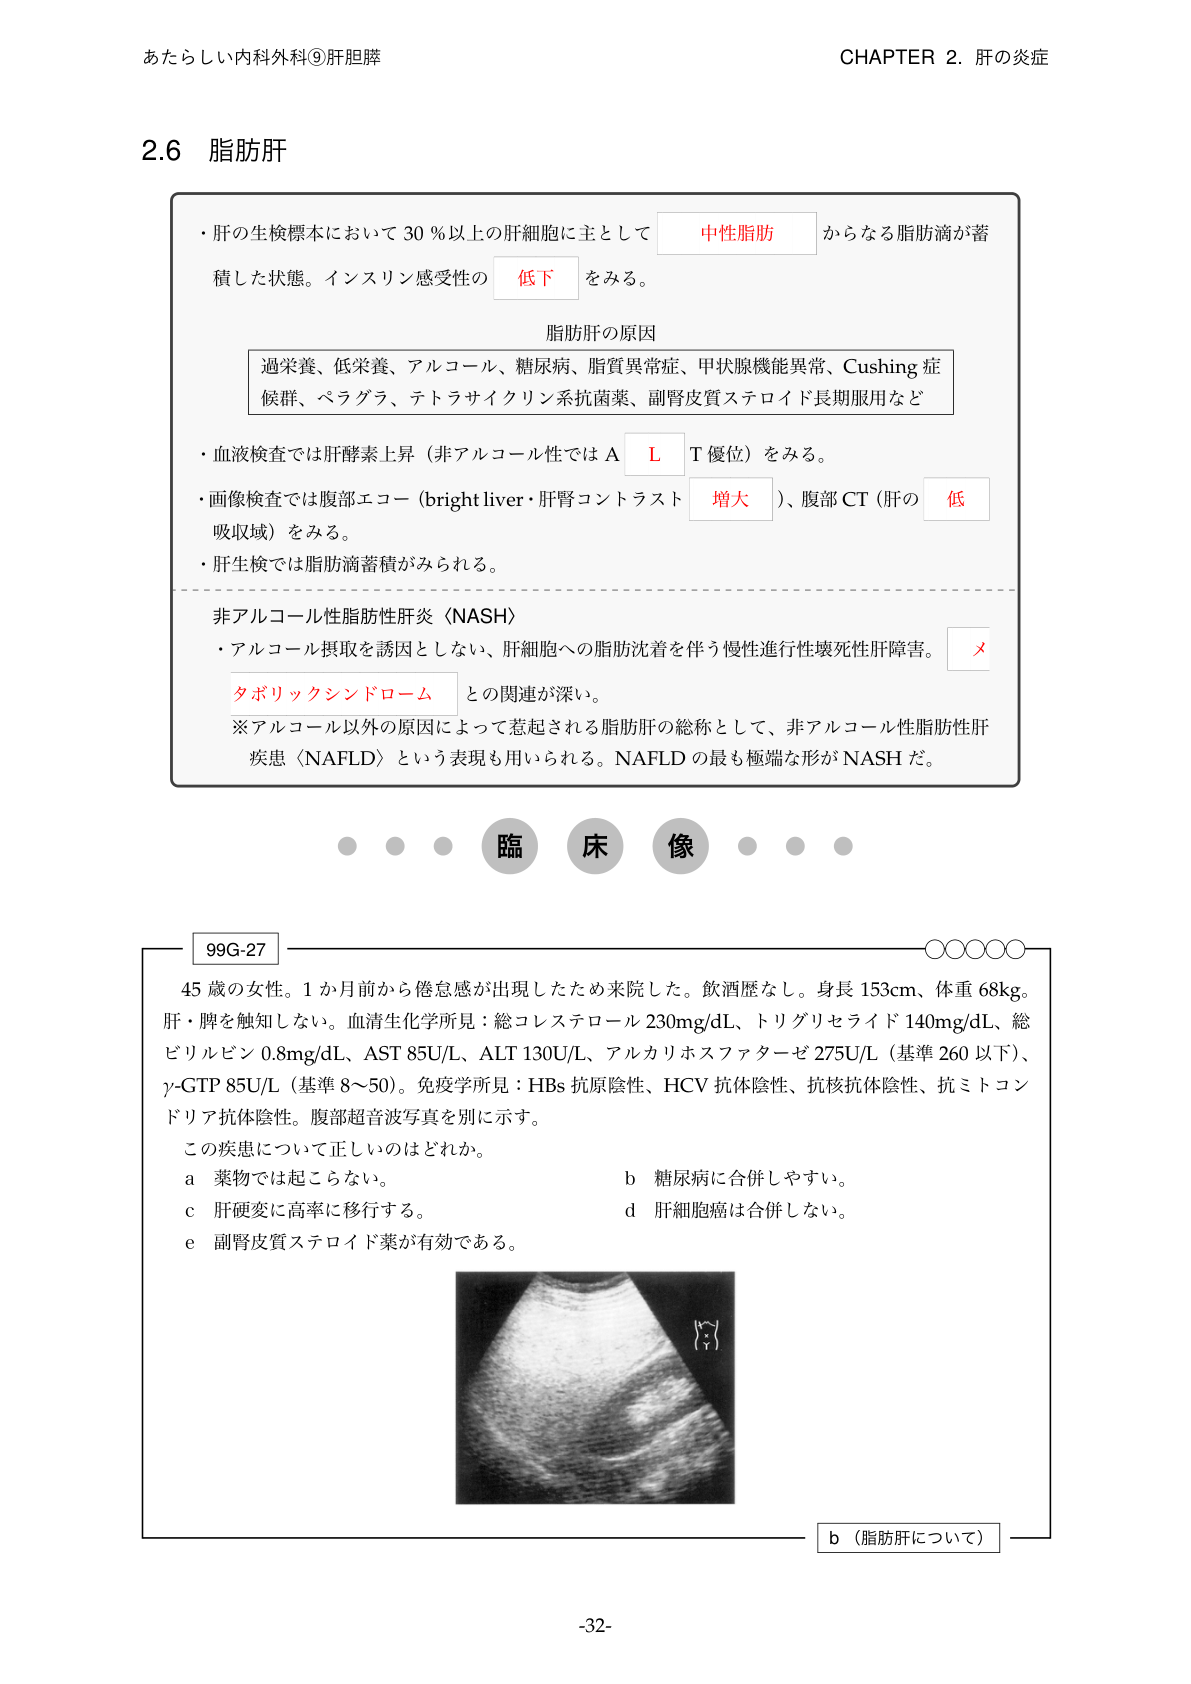 あたらしい内科外科⑨肝胆膵
CHAPTER 2. 肝の炎症
2.6 脂肪肝
・肝の生検標本において 30 %以上の肝細胞に主として 中性脂肪 からなる脂肪滴が蓄
積した状態。インスリン感受性の 低下 をみる。
脂肪肝の原因
過栄養、低栄養、アルコール、糖尿病、脂質異常症、甲状腺機能異常、Cushing 症
候群、ペラグラ、テトラサイクリン系抗菌薬、副腎皮質ステロイド長期服用など
・血液検査では肝酵素上昇（非アルコール性では A L T 優位）をみる。
・画像検査では腹部エコー（bright liver・肝腎コントラスト 増大 ）、腹部 CT（肝の 低
吸収域）をみる。
・肝生検では脂肪滴蓄積がみられる。
非アルコール性脂肪性肝炎〈NASH〉
・アルコール摂取を誘因としない、肝細胞への脂肪沈着を伴う慢性進行性壊死性肝障害。 メ
タボリックシンドローム との関連が深い。
※アルコール以外の原因によって惹起される脂肪肝の総称として、非アルコール性脂肪性肝
疾患〈NAFLD〉という表現も用いられる。NAFLD の最も極端な形が NASH だ。
臨床像
99G-27
45 歳の女性。1 か月前から倦怠感が出現したため来院した。飲酒歴なし。身長 153cm、体重 68kg。
肝・脾を触知しない。血清生化学所見：総コレステロール 230mg/dL、トリグリセライド 140mg/dL、総
ビリルビン 0.8mg/dL、AST 85U/L、ALT 130U/L、アルカリホスファターゼ 275U/L（基準 260 以下）、
γ-GTP 85U/L（基準 8〜50）。免疫学所見：HBs 抗原陰性、HCV 抗体陰性、抗核抗体陰性、抗ミトコン
ドリア抗体陰性。腹部超音波写真を別に示す。
この疾患について正しいのはどれか。
a 薬物では起こらない。
b 糖尿病に合併しやすい。
c 肝硬変に高率に移行する。
d 肝細胞癌は合併しない。
e 副腎皮質ステロイド薬が有効である。
b （脂肪肝について）
-32-